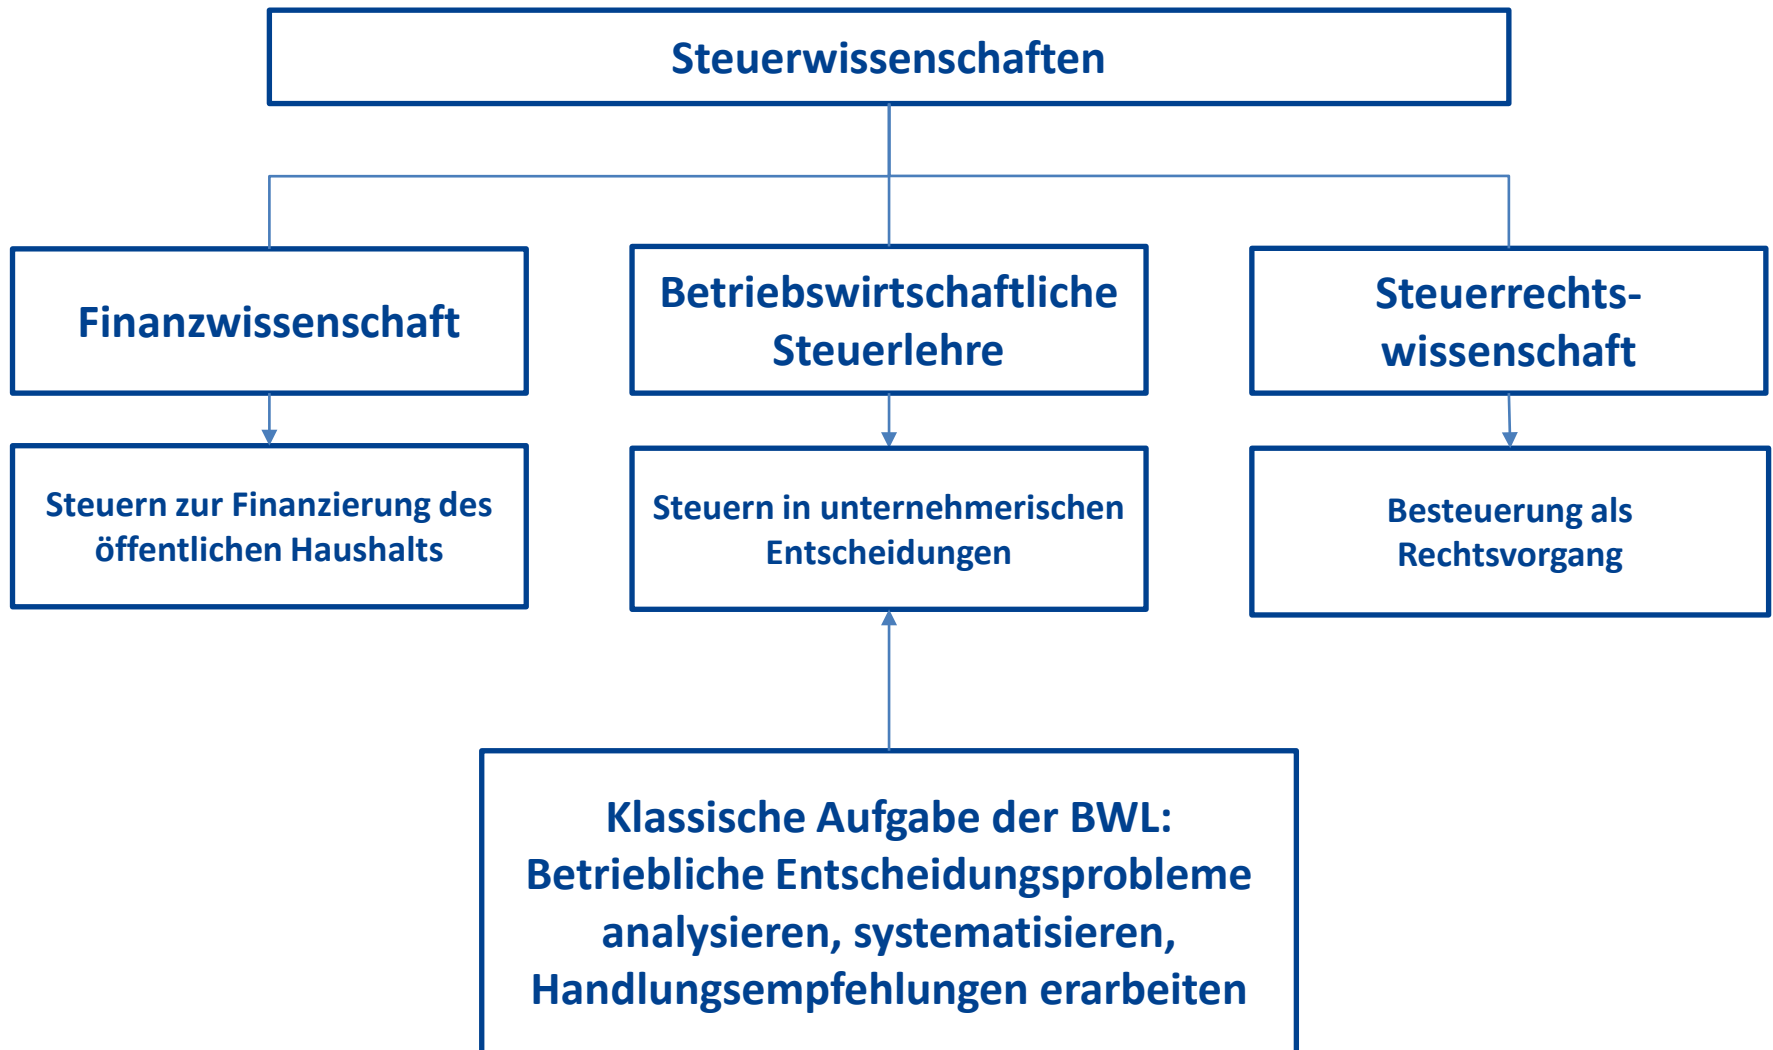 Steuerwissenschaften
Finanzwissenschaft
Betriebswirtschaftliche
Steuerlehre
Steuerrechts-
wissenschaft
Steuern zur Finanzierung des
öffentlichen Haushalts
Steuern in unternehmerischen
Entscheidungen
Besteuerung als
Rechtsvorgang
Klassische Aufgabe der BWL:
Betriebliche Entscheidungsprobleme
analysieren, systematisieren,
Handlungsempfehlungen erarbeiten